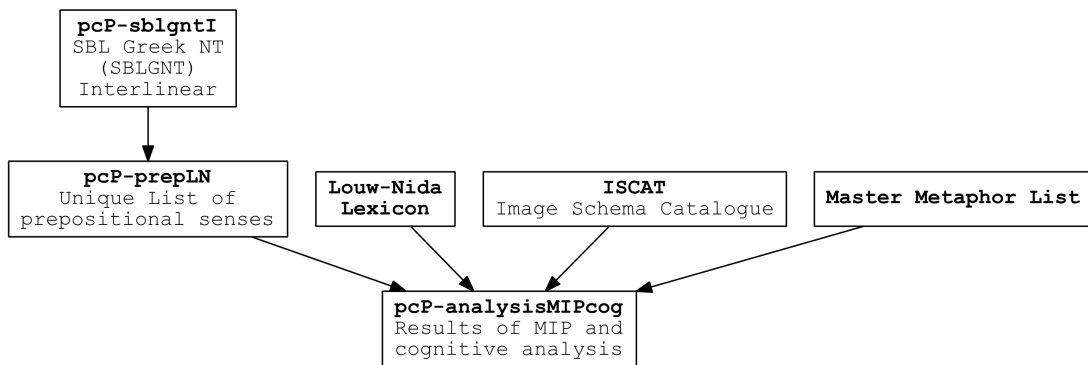 pcP-sblgntI
SBL Greek NT
(SBLGNT)
Interlinear
pcP-prepLN
Unique List of
prepositional senses
Louw-Nida
Lexicon
ISCAT
Image Schema Catalogue
Master Metaphor List
pcP-analysisMIPcog
Results of MIP and
cognitive analysis